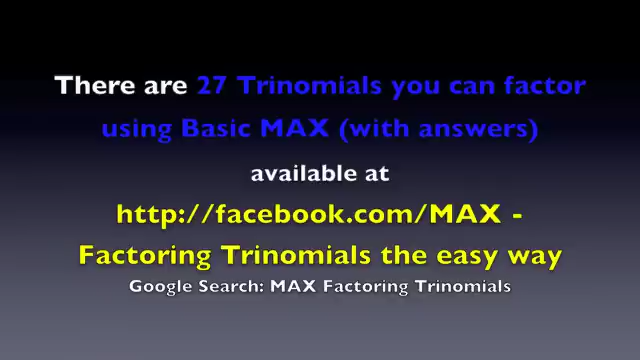 There are 27 Trinomials you can factor
using Basic MAX (with answers)
available at
http://facebook.com/MAX -
Factoring Trinomials the easy way
Google Search: MAX Factoring Trinomials